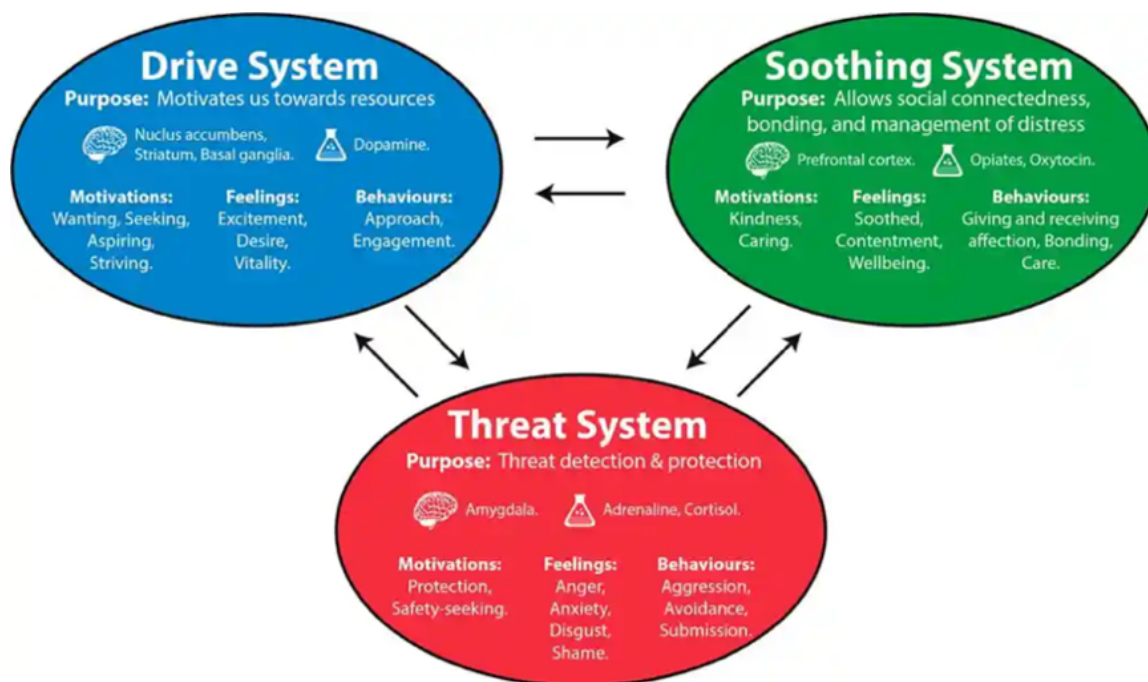 Drive System
Purpose: Motivates us towards resources
Nuclus accumbens,
Striatum, Basal ganglia.
Dopamine.
Motivations:
Wanting, Seeking,
Aspiring,
Striving.
Feelings:
Excitement,
Desire,
Vitality.
Behaviours:
Approach,
Engagement.
Soothing System
Purpose: Allows social connectedness,
bonding, and management of distress
Prefrontal cortex.
Opiates, Oxytocin.
Motivations:
Kindness,
Caring.
Feelings:
Soothed,
Contentment,
Wellbeing.
Behaviours:
Giving and receiving
affection, Bonding,
Care.
Threat System
Purpose: Threat detection & protection
Amygdala.
Adrenaline, Cortisol.
Motivations:
Protection,
Safety-seeking.
Feelings:
Anger,
Anxiety,
Disgust,
Shame.
Behaviours:
Aggression,
Avoidance,
Submission.